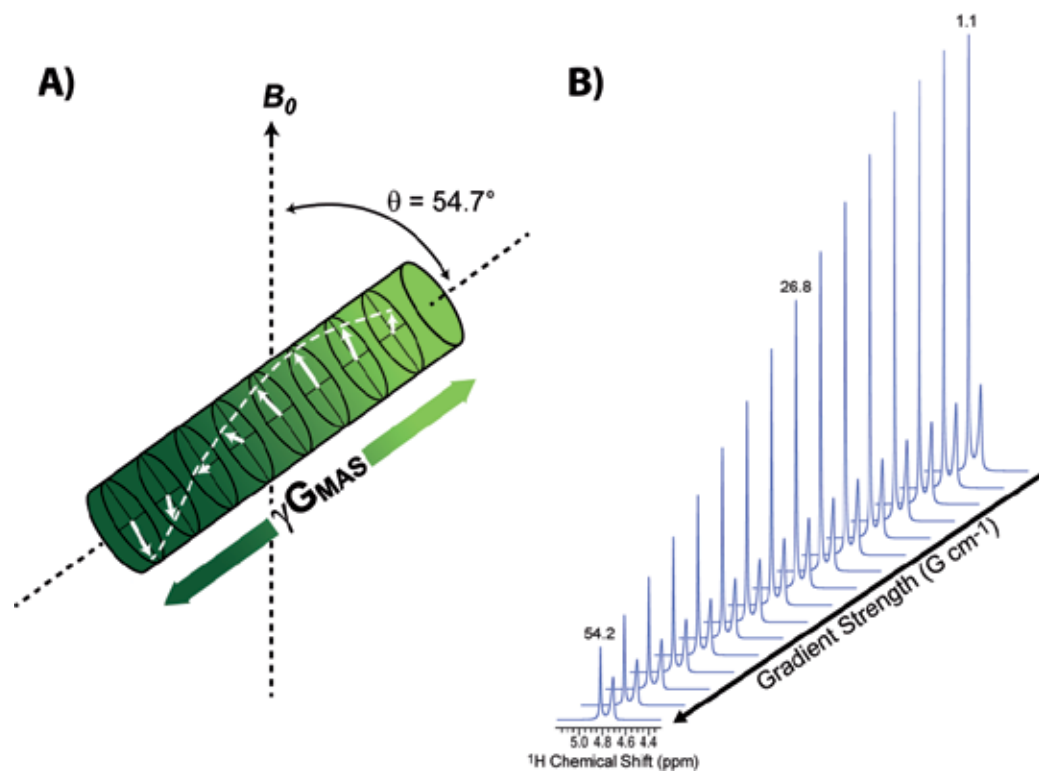 A)
B₀
θ = 54.7°
γG_MAS
B)
1.1
26.8
54.2
Gradient Strength (G cm⁻¹)
5.0 4.8 4.6 4.4
¹H Chemical Shift (ppm)